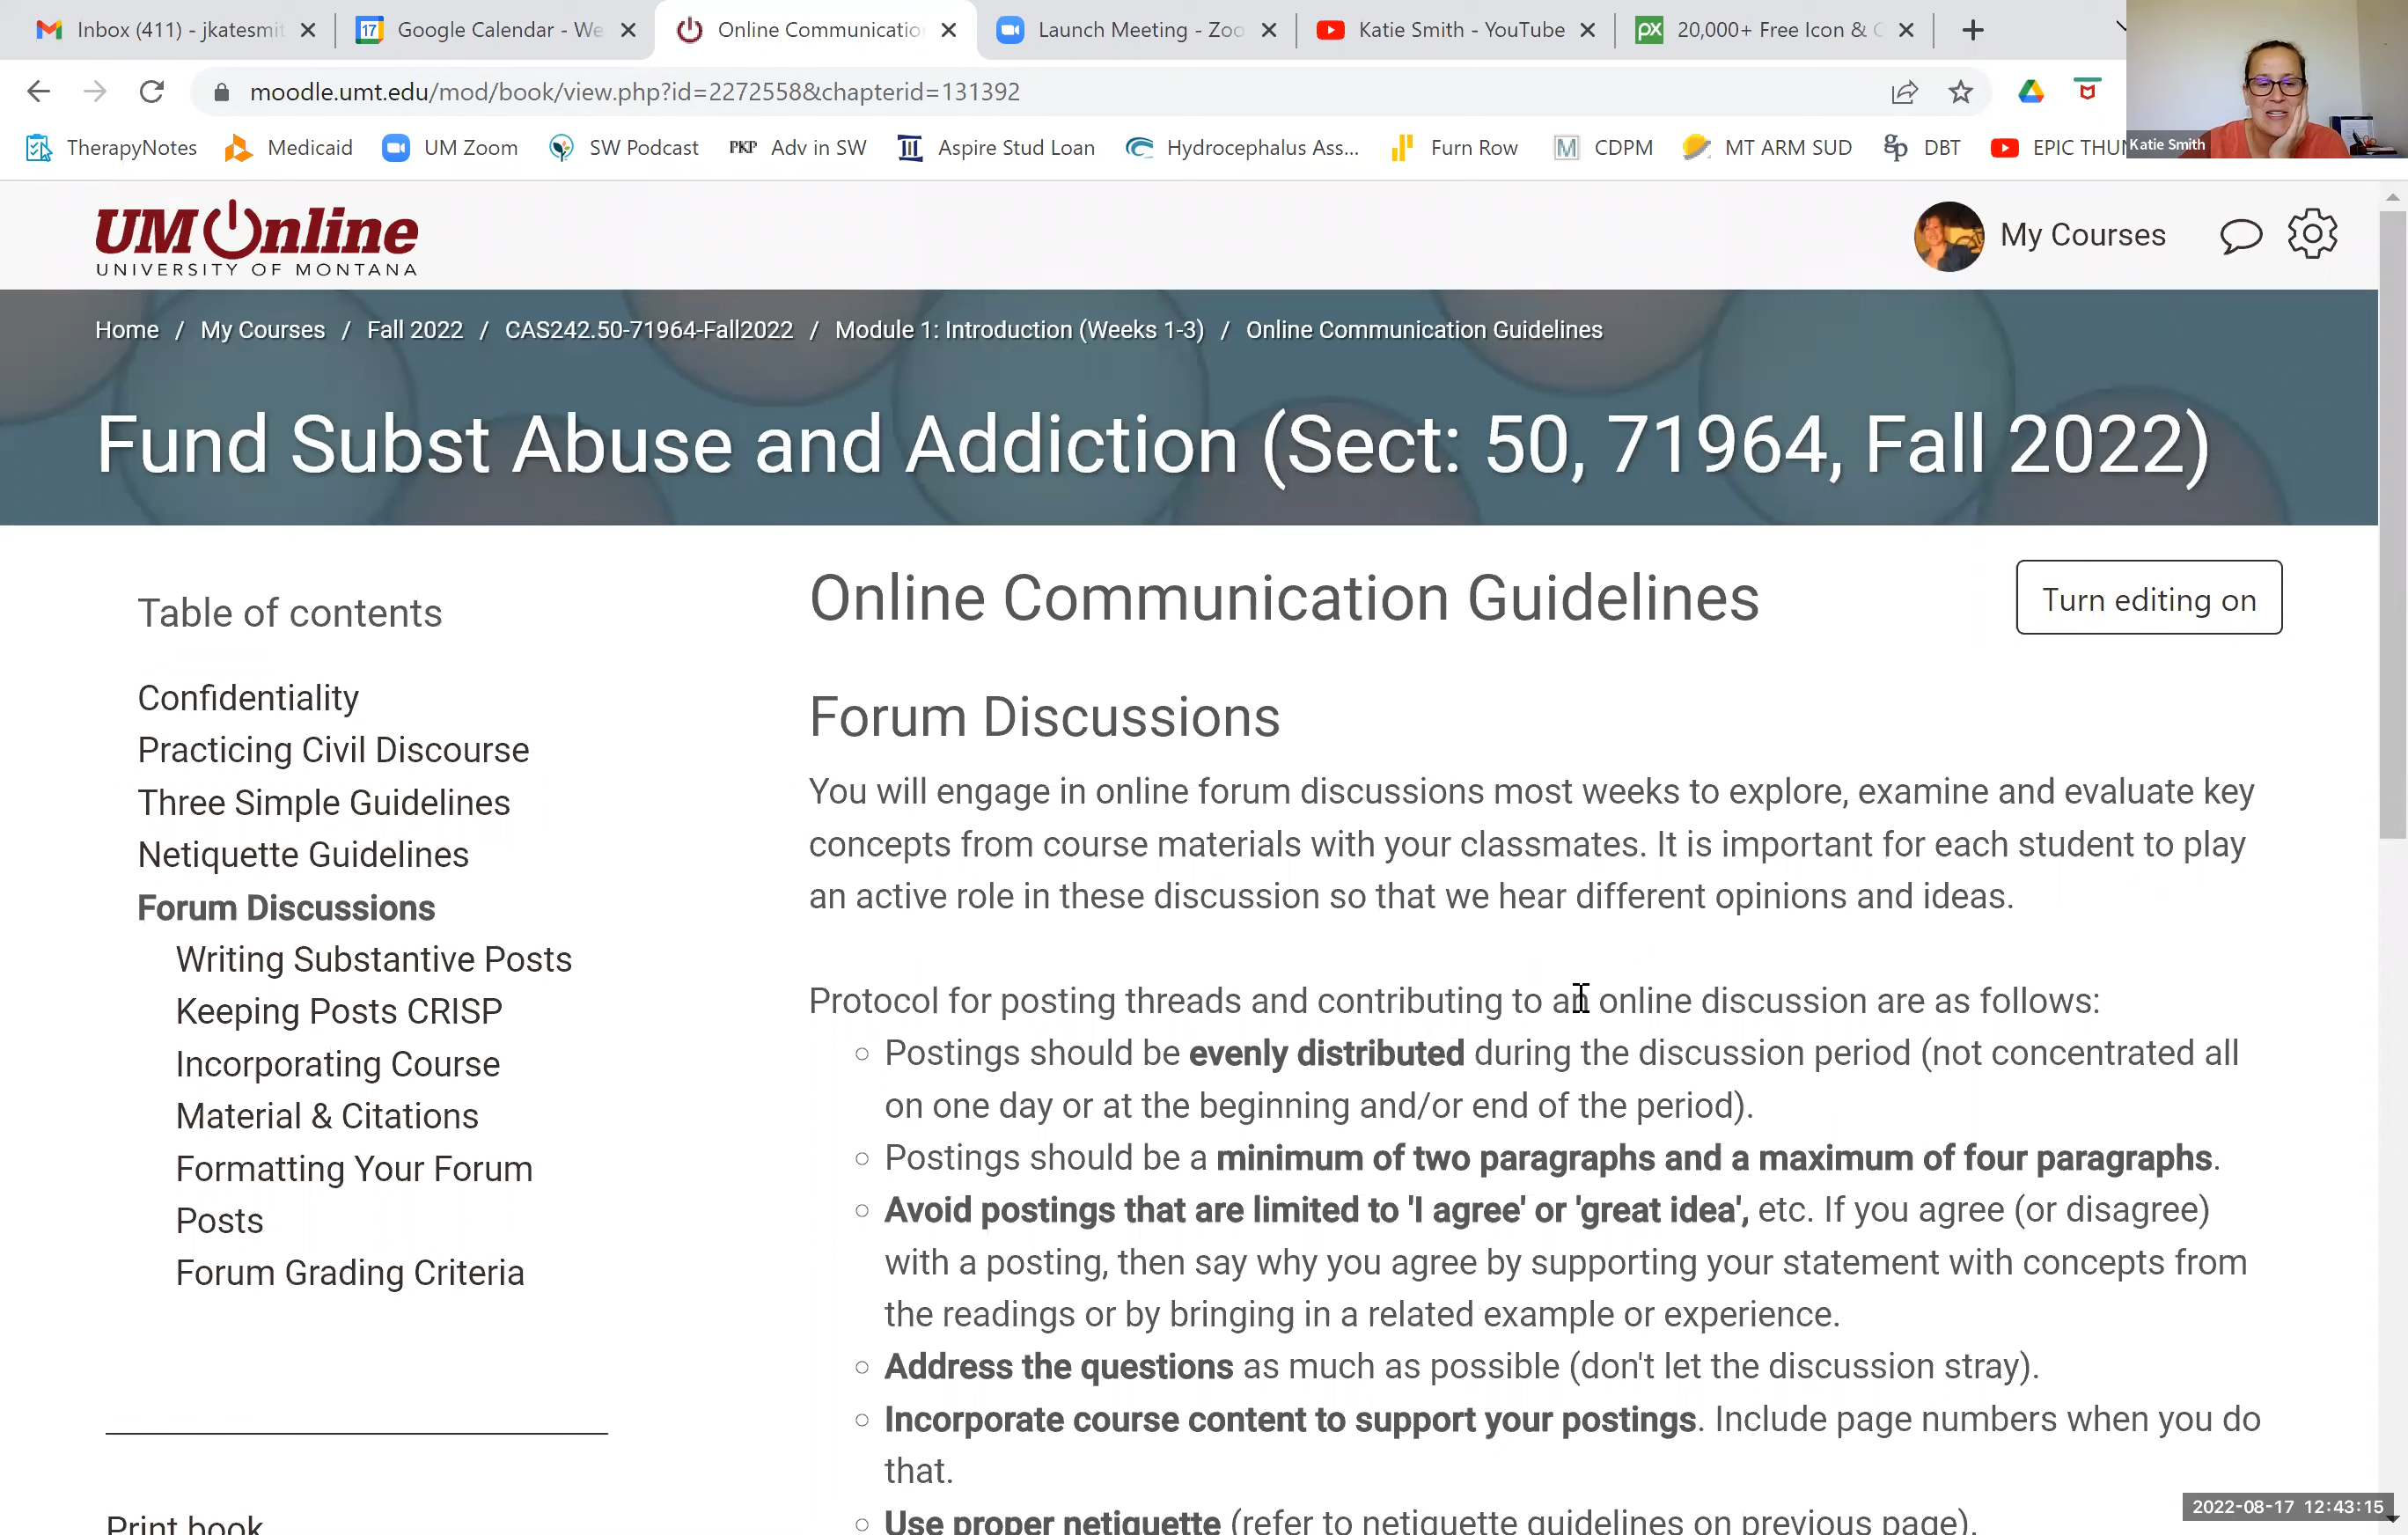 Inbox (411) - jkatesmit
Google Calendar - We
Online Communicatio
Launch Meeting - Zoo
Katie Smith - YouTube
20,000+ Free Icon & C
moodle.umt.edu/mod/book/view.php?id=2272558&chapterid=131392
TherapyNotes
Medicaid
UM Zoom
SW Podcast
PKP Adv in SW
Aspire Stud Loan
Hydrocephalus Ass...
Furn Row
CDPM
MT ARM SUD
DBT
EPIC THUN
Katie Smith
UM Online
UNIVERSITY OF MONTANA
My Courses
Home / My Courses / Fall 2022 / CAS242.50-71964-Fall2022 / Module 1: Introduction (Weeks 1-3) / Online Communication Guidelines
Fund Subst Abuse and Addiction (Sect: 50, 71964, Fall 2022)
Table of contents
Confidentiality
Practicing Civil Discourse
Three Simple Guidelines
Netiquette Guidelines
Forum Discussions
Writing Substantive Posts
Keeping Posts CRISP
Incorporating Course
Material & Citations
Formatting Your Forum
Posts
Forum Grading Criteria
Print book
Online Communication Guidelines
Turn editing on
Forum Discussions
You will engage in online forum discussions most weeks to explore, examine and evaluate key
concepts from course materials with your classmates. It is important for each student to play
an active role in these discussion so that we hear different opinions and ideas.
Protocol for posting threads and contributing to an online discussion are as follows:
Postings should be evenly distributed during the discussion period (not concentrated all
on one day or at the beginning and/or end of the period).
Postings should be a minimum of two paragraphs and a maximum of four paragraphs.
Avoid postings that are limited to 'I agree' or 'great idea', etc. If you agree (or disagree)
with a posting, then say why you agree by supporting your statement with concepts from
the readings or by bringing in a related example or experience.
Address the questions as much as possible (don't let the discussion stray).
Incorporate course content to support your postings. Include page numbers when you do
that.
Use proper netiquette (refer to netiquette guidelines on previous page).
2022-08-17 12:43:15